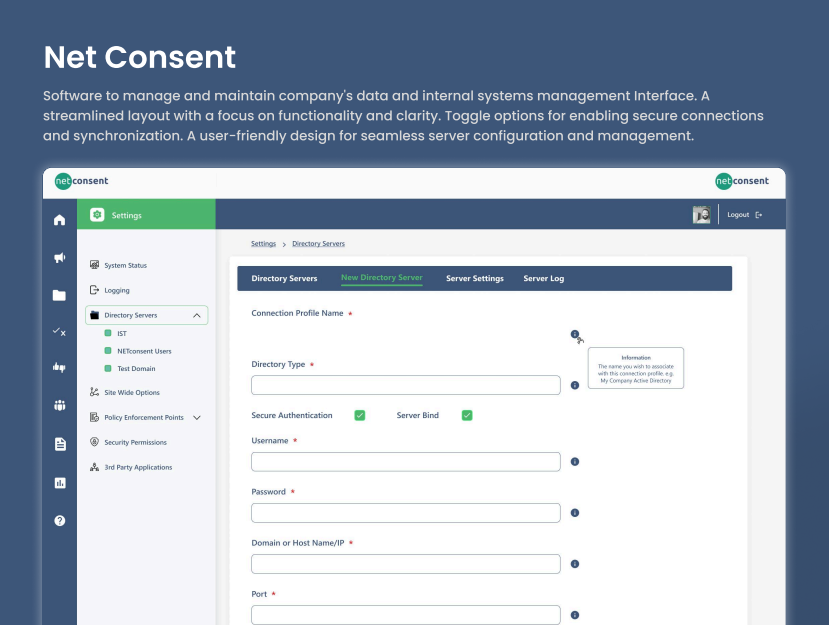 Net Consent
Software to manage and maintain company's data and internal systems management Interface. A
streamlined layout with a focus on functionality and clarity. Toggle options for enabling secure connections
and synchronization. A user-friendly design for seamless server configuration and management.
netconsent
netconsent
Settings
Logout
Settings > Directory Servers
System Status
Logging
Directory Servers
IST
NETconsent Users
Test Domain
Site Wide Options
Policy Enforcement Points
Security Permissions
3rd Party Applications
Directory Servers New Directory Server Server Settings Server Log
Connection Profile Name *
Information
The name you wish to associate
with this connection profile. e.g.
My Company Active Directory
Directory Type *
Secure Authentication Server Bind
Username *
Password *
Domain or Host Name/IP *
Port *